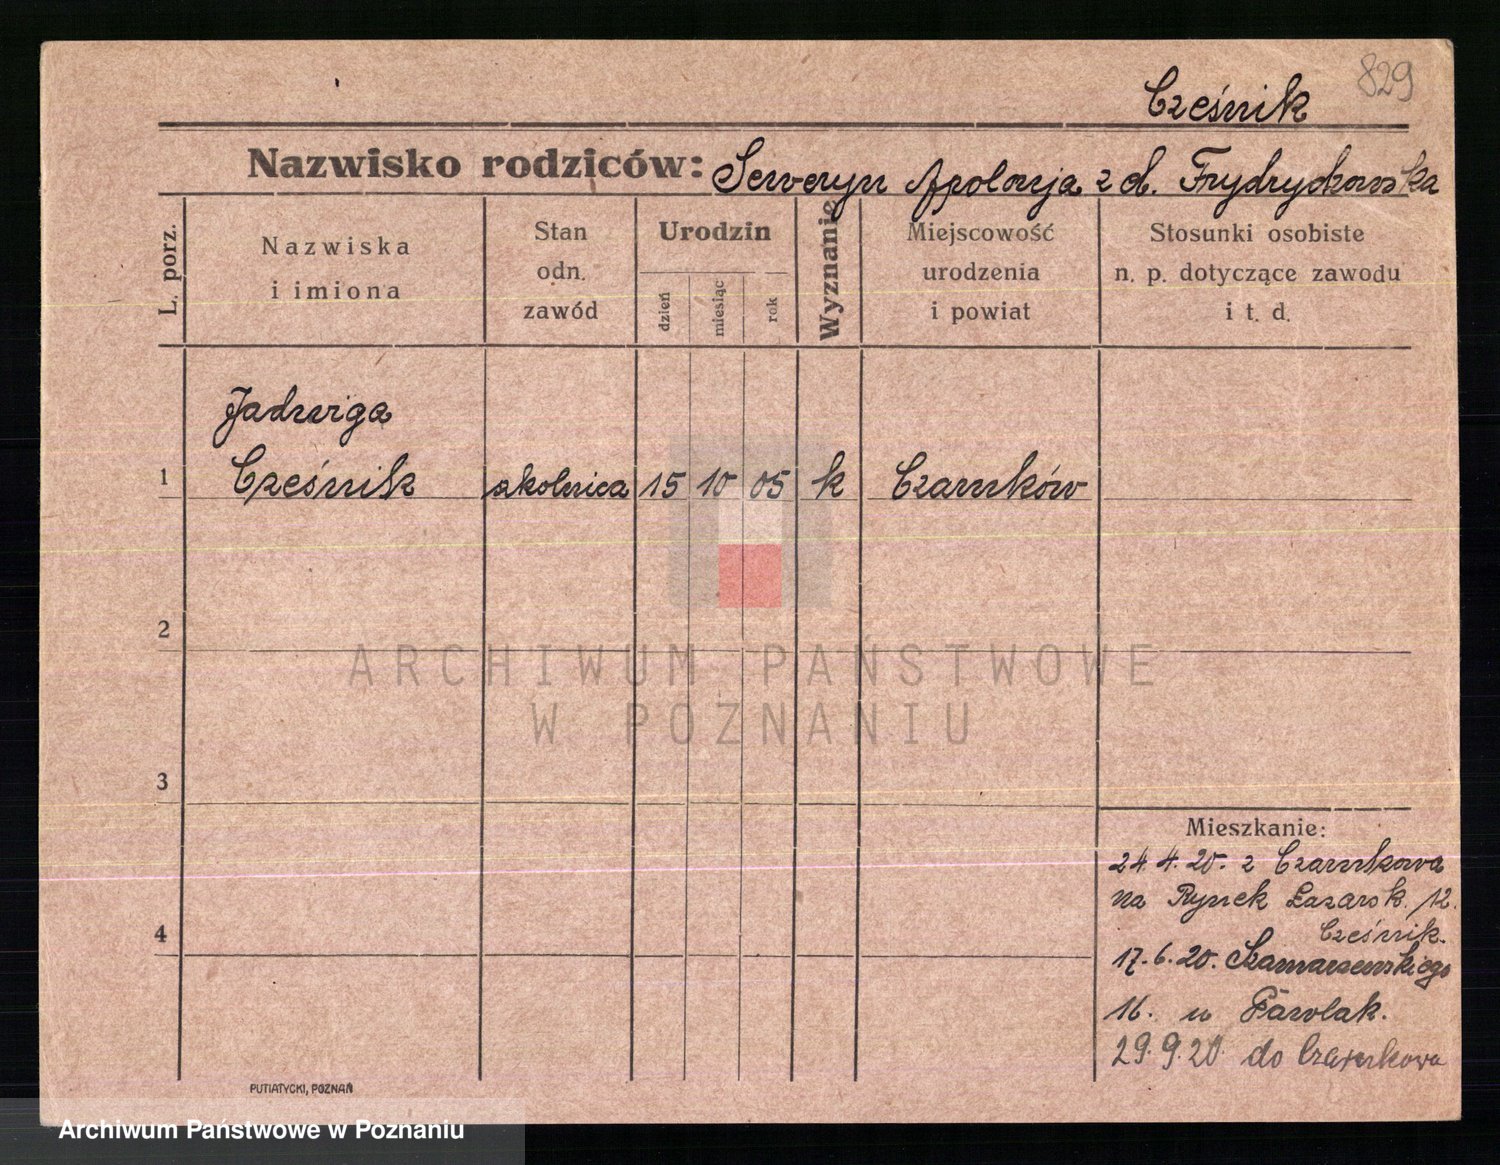 829
Cześnik
Nazwisko rodziców: Seweryn Apolonja z d. Frydrychowska
L. porz.
Nazwiska
i imiona
Stan
odn.
zawód
Urodzin
dzień
miesiąc
rok
Wyznanie
Miejscowość
urodzenia
i powiat
Stosunki osobiste
n. p. dotyczące zawodu
i t. d.
Jadwiga
1 Cześnik szkolnica 15 10 05 k Czarnków
2
ARCHIWUM PAŃSTWOWE
W POZNANIU
3
Mieszkanie:
24.4.20. z Czarnkowa
na Rynek Łazarsk. 12.
Cześnik.
4
17.6.20. Szamarzewskiego
16. u Pawlak.
29.9.20 do Czarnkowa
PUTIATYCKI, POZNAŃ
Archiwum Państwowe w Poznaniu